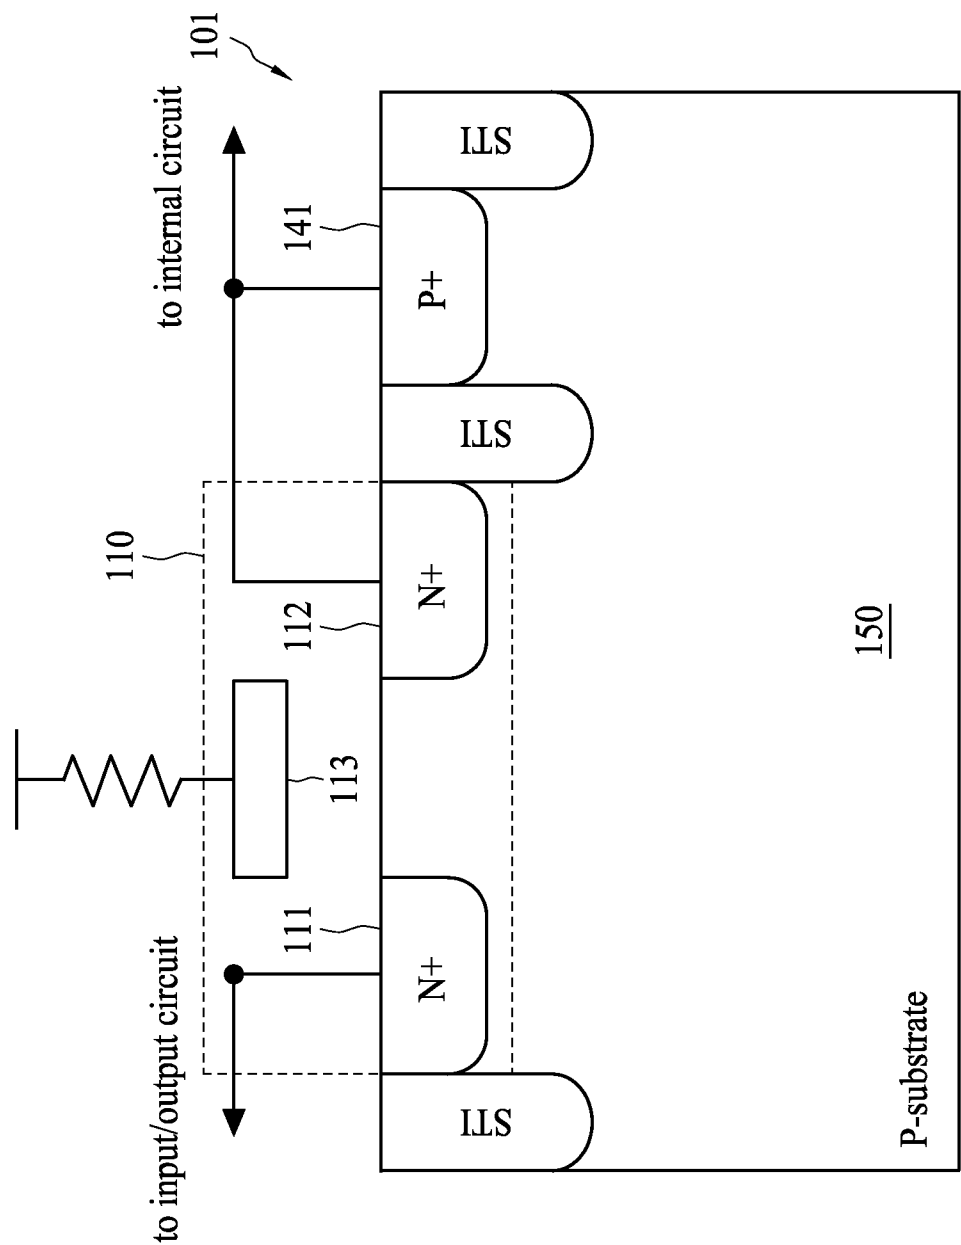 101
to input/output circuit
to internal circuit
110
111
113
112
141
STI
N+
N+
STI
P+
STI
150
P-substrate